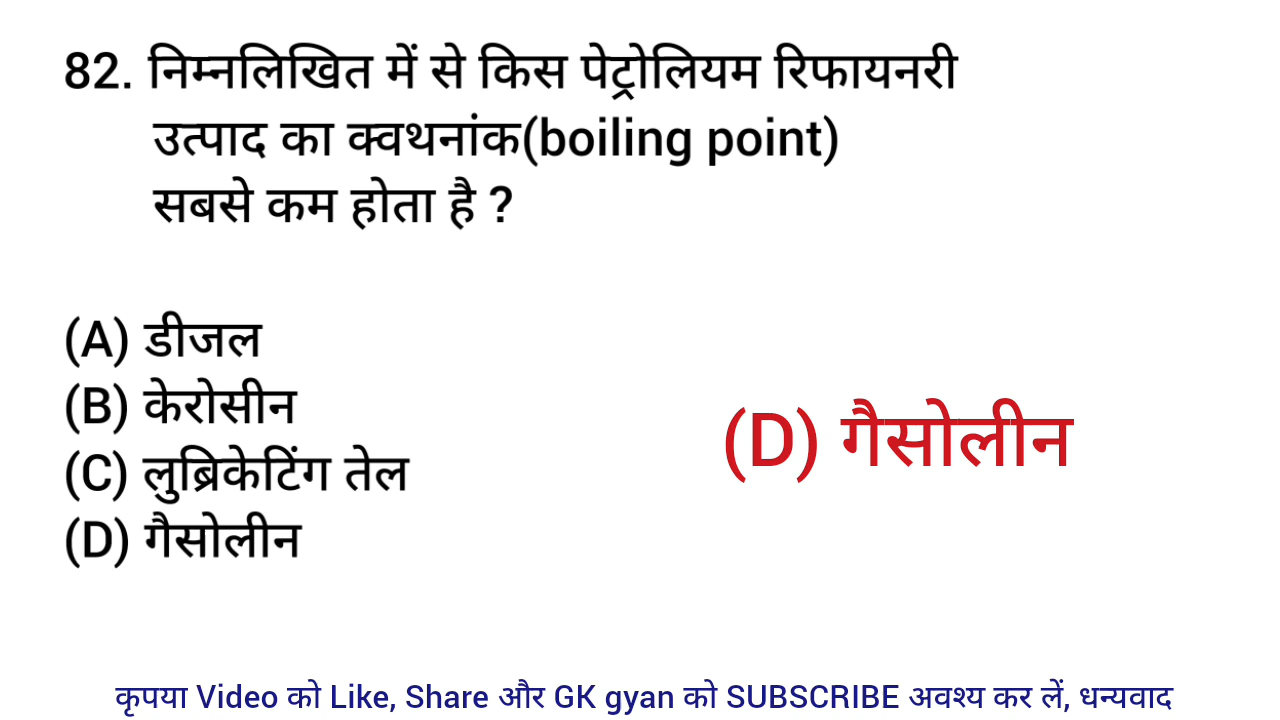 82. निम्नलिखित में से किस पेट्रोलियम रिफायनरी
उत्पाद का क्वथनांक(boiling point)
सबसे कम होता है ?
(A) डीजल
(B) केरोसीन
(C) लुब्रिकेटिंग तेल
(D) गैसोलीन
(D) गैसोलीन
कृपया Video को Like, Share और GK gyan को SUBSCRIBE अवश्य कर लें, धन्यवाद